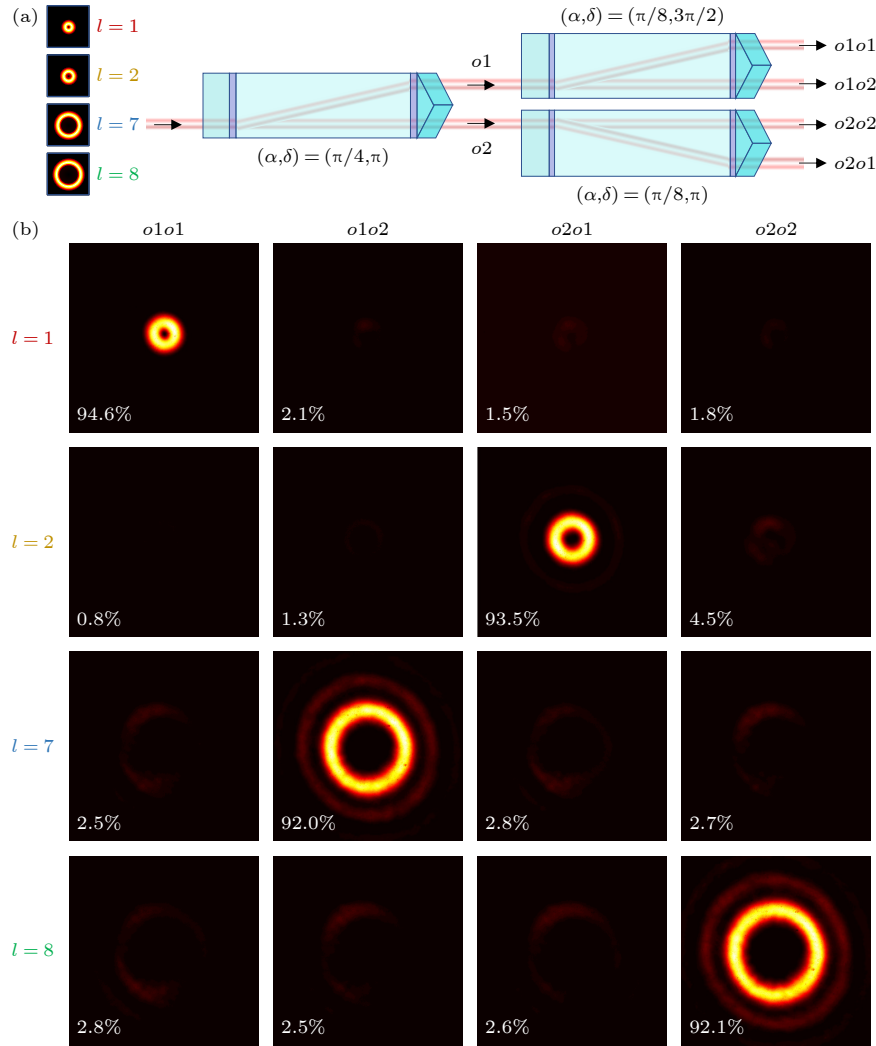 (a)
l = 1
l = 2
l = 7
l = 8
(α,δ) = (π/4,π)
o1
o2
(α,δ) = (π/8,3π/2)
o1o1
o1o2
o2o2
o2o1
(α,δ) = (π/8,π)
(b)
o1o1 o1o2 o2o1 o2o2
l = 1
94.6% 2.1% 1.5% 1.8%
l = 2
0.8% 1.3% 93.5% 4.5%
l = 7
2.5% 92.0% 2.8% 2.7%
l = 8
2.8% 2.5% 2.6% 92.1%